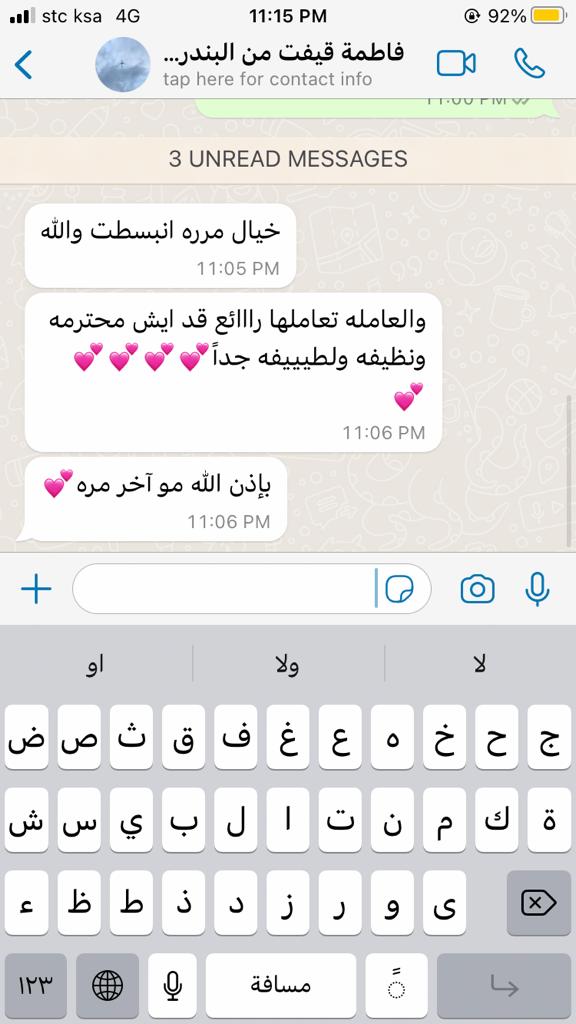 stc ksa 4G 11:15 PM 92%
فاطمة قيفت من البندر...
tap here for contact info
11:00 PM
3 UNREAD MESSAGES
خيال مرره انبسطت والله
11:05 PM
والعامله تعاملها رااائع قد ايش محترمه
ونظيفه ولطيييفه جداً💕💕💕💕
💕
11:06 PM
بإذن الله مو آخر مره💕
11:06 PM
او ولا لا
ض ص ث ق ف غ ع ه خ ح ج
ش س ي ب ل ا ت ن م ك ة
ء ظ ط ذ د ز ر و ى
١٢٣ مسافة